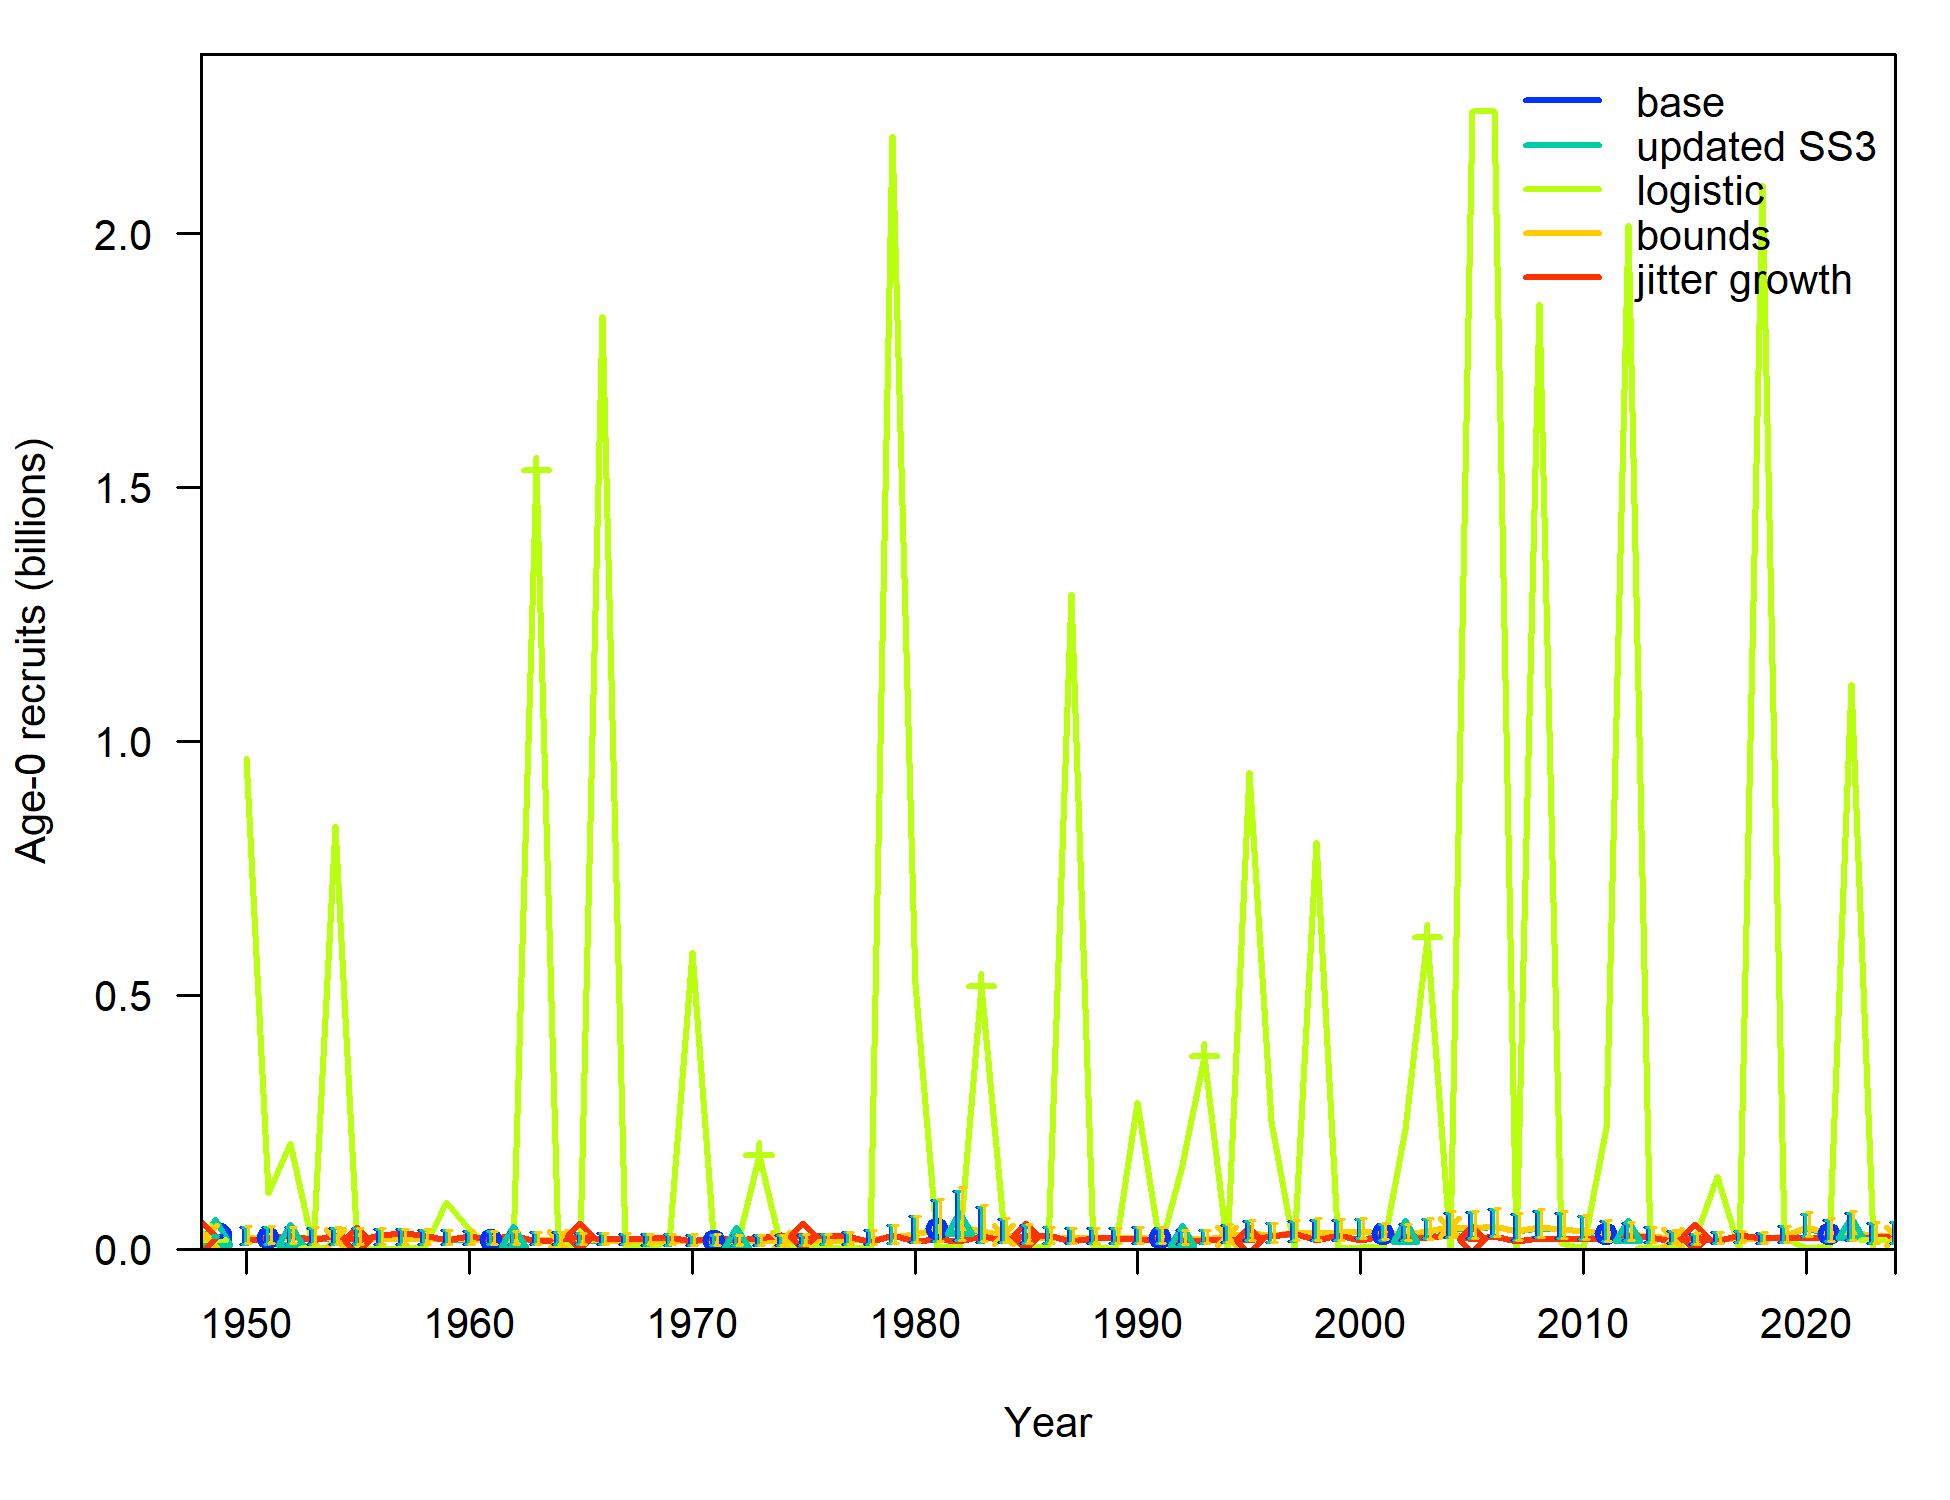 base
updated SS3
logistic
bounds
jitter growth
2.0
1.5
1.0
0.5
0.0
Age-0 recruits (billions)
1950 1960 1970 1980 1990 2000 2010 2020
Year